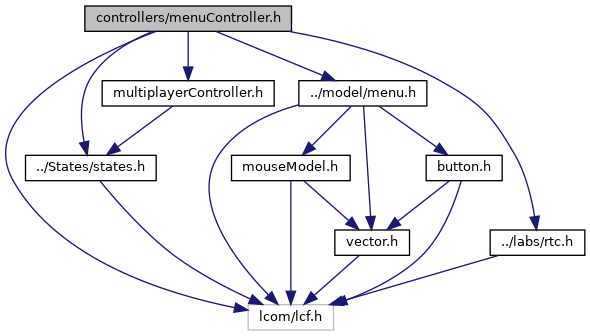 controllers/menuController.h
multiplayerController.h
../model/menu.h
../States/states.h
mouseModel.h
button.h
vector.h
../labs/rtc.h
lcom/lcf.h